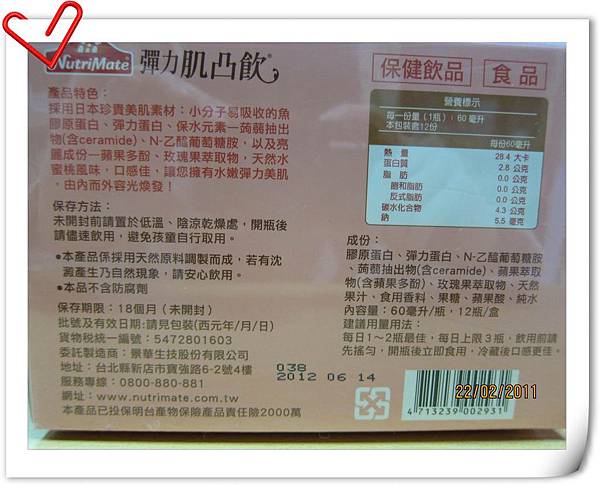 NutriMate 彈力肌凸飲®
保健飲品 食品
產品特色：
採用日本珍貴美肌素材：小分子易吸收的魚
膠原蛋白、彈力蛋白、保水元素—蒟蒻抽出
物(含ceramide)、N-乙醯葡萄糖胺，以及亮
麗成份—蘋果多酚、玫瑰果萃取物，天然水
蜜桃風味，口感佳，讓您擁有水嫩彈力美肌
，由內而外容光煥發！
保存方法：
未開封前請置於低溫、陰涼乾燥處，開瓶後
請儘速飲用，避免孩童自行取用。
•本產品係採用天然原料調製而成，若有沈
澱產生乃自然現象，請安心飲用。
•本品不含防腐劑
保存期限：18個月（未開封）
批號及有效日期：請見包裝(西元年/月/日)
貨物稅統一編號：5472801603
委託製造商：景華生技股份有限公司
地址：台北縣新店市寶強路6-2號4樓
服務專線：0800-880-881
網址：www.nutrimate.com.tw
本產品已投保明台產物保險產品責任險2000萬
038
2012 06 14
營養標示
每一份量（1瓶）：60 毫升
本包裝含12份
每份60毫升
熱量 28.4 大卡
蛋白質 2.8 公克
脂肪 0.0 公克
飽和脂肪 0.0 公克
反式脂肪 0.0 公克
碳水化合物 4.3 公克
鈉 5.5 毫克
成份：
膠原蛋白、彈力蛋白、N-乙醯葡萄糖胺
、蒟蒻抽出物(含ceramide)、蘋果萃取
物(含蘋果多酚)、玫瑰果萃取物、天然
果汁、食用香料、果糖、蘋果酸、純水
內容量：60毫升/瓶，12瓶/盒
建議用量用法：
每日1～2瓶最佳，每日上限3瓶，飲用前請
先搖勻，開瓶後立即食用，冷藏後口感更佳。
22/02/2011
4 713239 002931